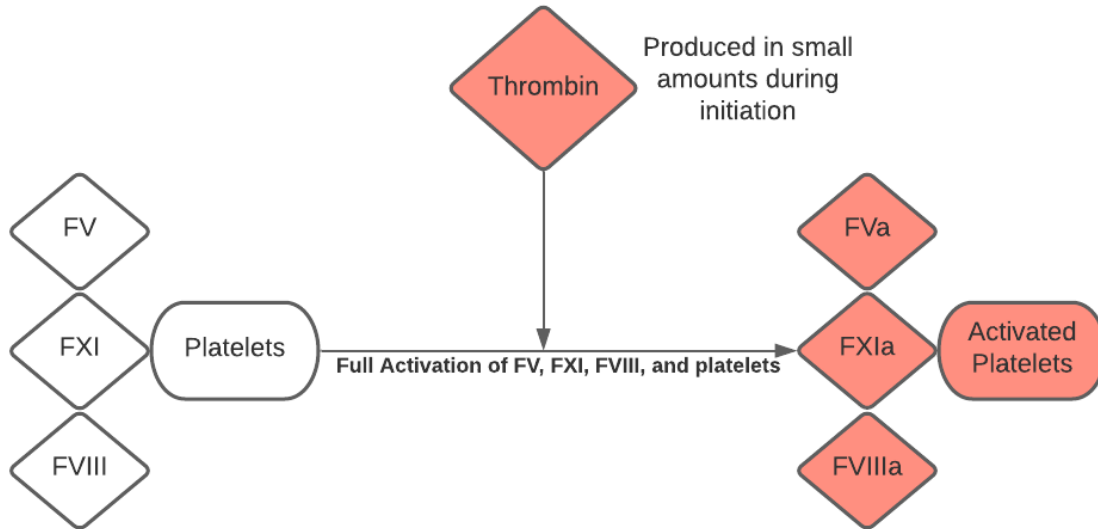 Thrombin
Produced in small
amounts during
initiation
FV
FXI
FVIII
Platelets
Full Activation of FV, FXI, FVIII, and platelets
FVa
FXIa
FVIIIa
Activated
Platelets